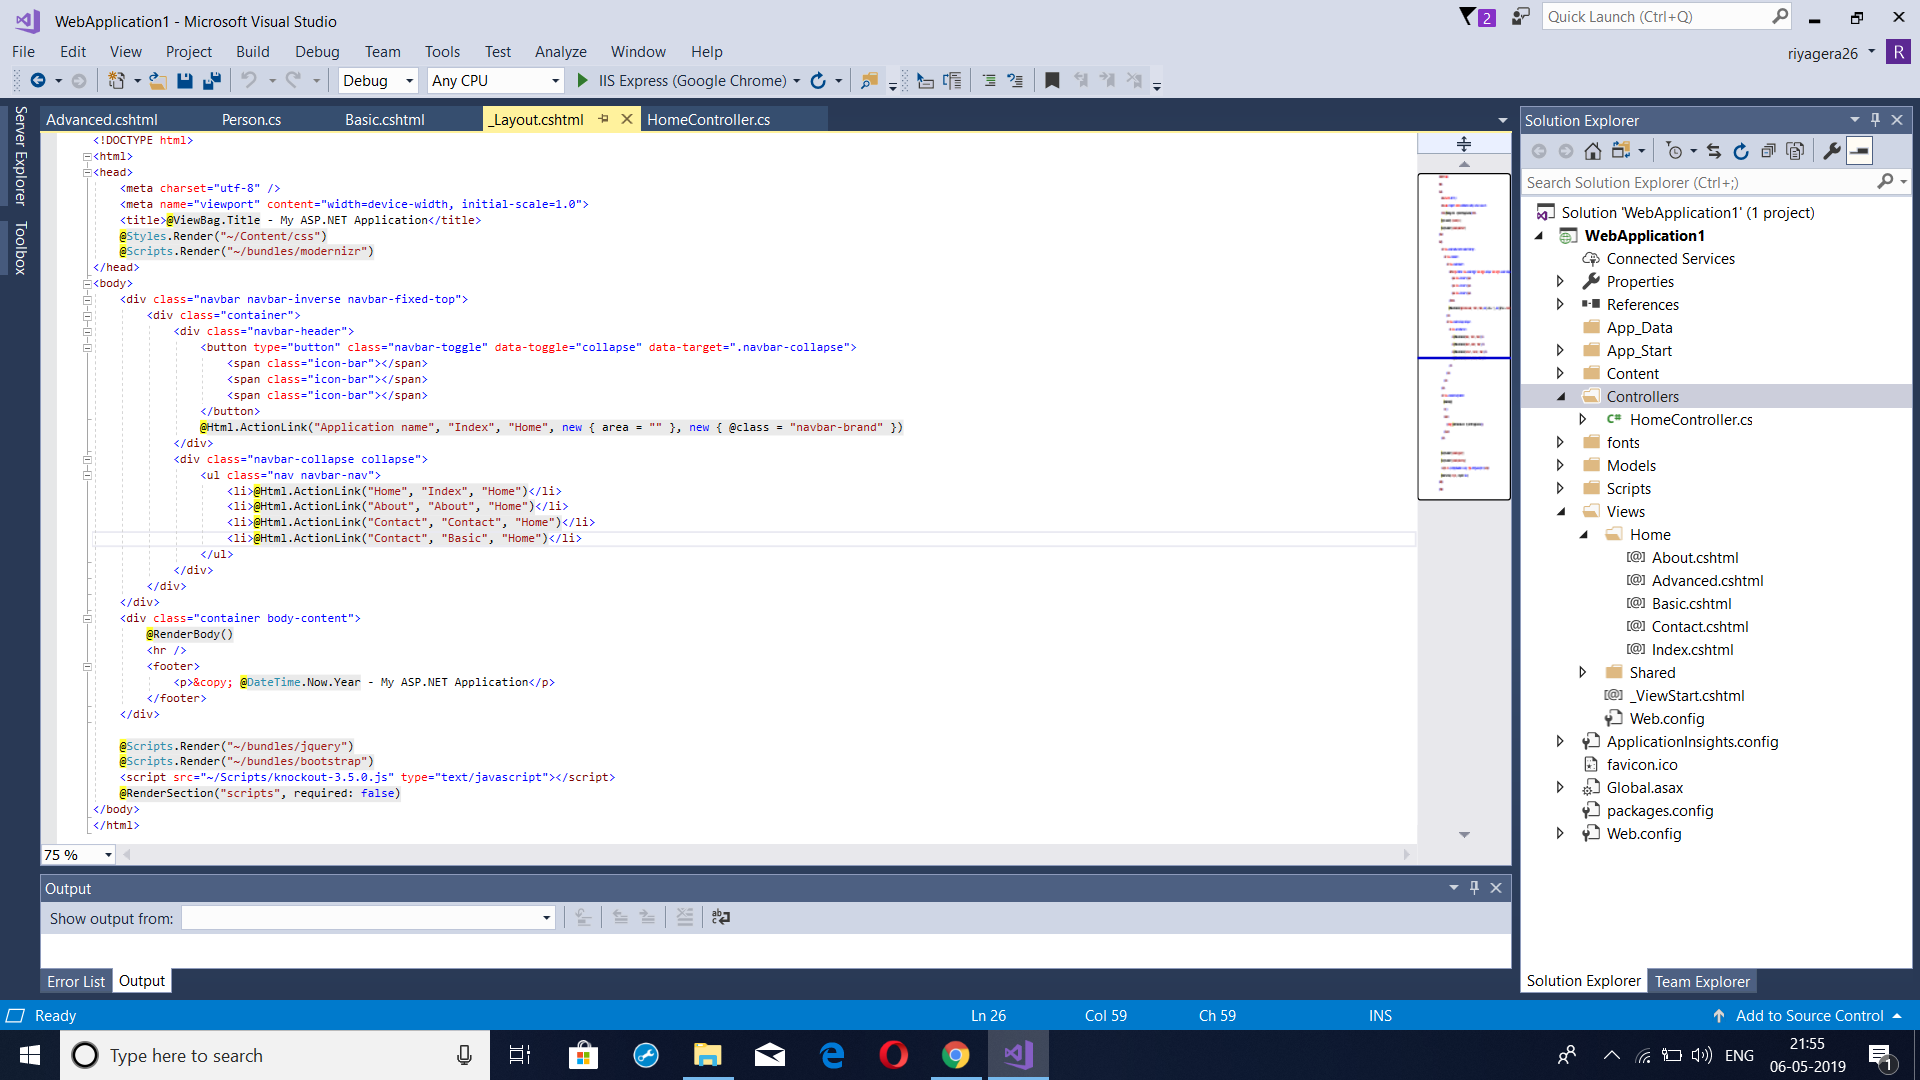 WebApplication1 - Microsoft Visual Studio
2
Quick Launch (Ctrl+Q)
File Edit View Project Build Debug Team Tools Test Analyze Window Help
riyagera26 R
Debug Any CPU IIS Express (Google Chrome)
Server Explorer
Toolbox
Advanced.cshtml Person.cs Basic.cshtml _Layout.cshtml HomeController.cs
<!DOCTYPE html>
<html>
<head>
<meta charset="utf-8" />
<meta name="viewport" content="width=device-width, initial-scale=1.0">
<title>@ViewBag.Title - My ASP.NET Application</title>
@Styles.Render("~/Content/css")
@Scripts.Render("~/bundles/modernizr")
</head>
<body>
<div class="navbar navbar-inverse navbar-fixed-top">
<div class="container">
<div class="navbar-header">
<button type="button" class="navbar-toggle" data-toggle="collapse" data-target=".navbar-collapse">
<span class="icon-bar"></span>
<span class="icon-bar"></span>
<span class="icon-bar"></span>
</button>
@Html.ActionLink("Application name", "Index", "Home", new { area = "" }, new { @class = "navbar-brand" })
</div>
<div class="navbar-collapse collapse">
<ul class="nav navbar-nav">
<li>@Html.ActionLink("Home", "Index", "Home")</li>
<li>@Html.ActionLink("About", "About", "Home")</li>
<li>@Html.ActionLink("Contact", "Contact", "Home")</li>
<li>@Html.ActionLink("Contact", "Basic", "Home")</li>
</ul>
</div>
</div>
</div>
<div class="container body-content">
@RenderBody()
<hr />
<footer>
<p>&copy; @DateTime.Now.Year - My ASP.NET Application</p>
</footer>
</div>
@Scripts.Render("~/bundles/jquery")
@Scripts.Render("~/bundles/bootstrap")
<script src="~/Scripts/knockout-3.5.0.js" type="text/javascript"></script>
@RenderSection("scripts", required: false)
</body>
</html>
75 %
Output
Show output from:
Error List Output
Solution Explorer
Search Solution Explorer (Ctrl+;)
Solution 'WebApplication1' (1 project)
WebApplication1
Connected Services
Properties
References
App_Data
App_Start
Content
Controllers
C# HomeController.cs
fonts
Models
Scripts
Views
Home
[@] About.cshtml
[@] Advanced.cshtml
[@] Basic.cshtml
[@] Contact.cshtml
[@] Index.cshtml
Shared
[@] _ViewStart.cshtml
Web.config
ApplicationInsights.config
favicon.ico
Global.asax
packages.config
Web.config
Solution Explorer Team Explorer
Ready Ln 26 Col 59 Ch 59 INS Add to Source Control
Type here to search
ENG
21:55
06-05-2019
1